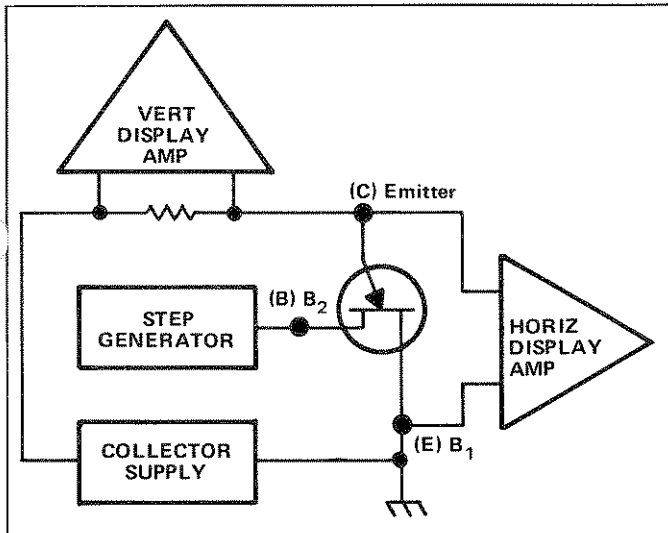 VERT
DISPLAY
AMP
(C) Emitter
(B) B₂
STEP
GENERATOR
HORIZ
DISPLAY
AMP
COLLECTOR
SUPPLY
(E) B₁